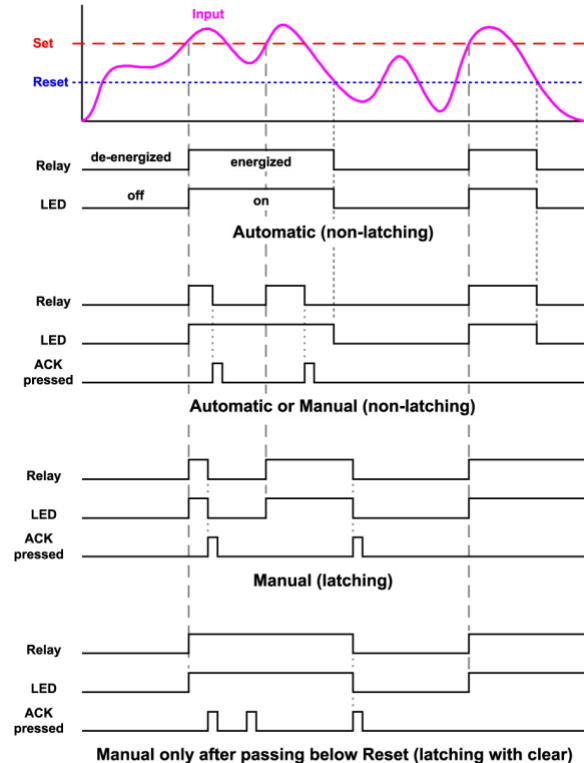 Input
Set
Reset
de-energized energized
Relay
off on
LED
Automatic (non-latching)
Relay
LED
ACK
pressed
Automatic or Manual (non-latching)
Relay
LED
ACK
pressed
Manual (latching)
Relay
LED
ACK
pressed
Manual only after passing below Reset (latching with clear)